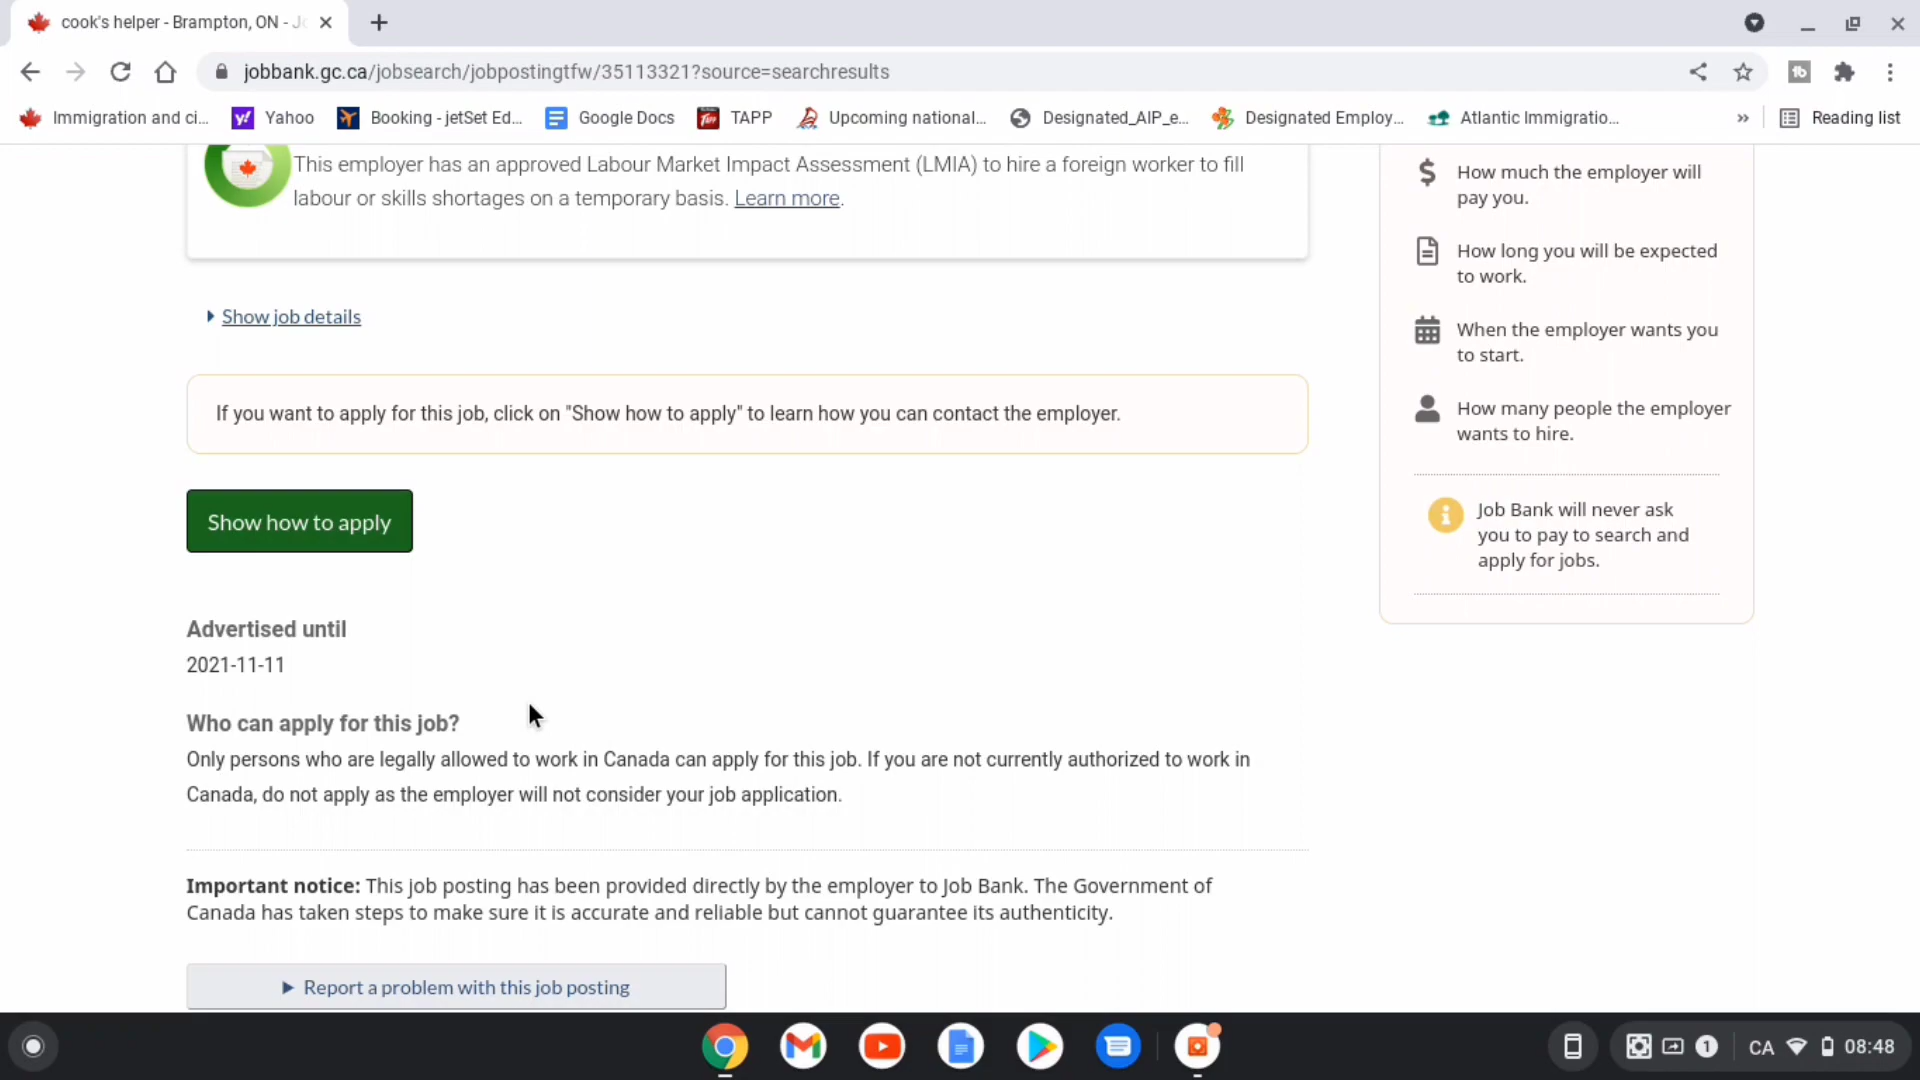 cook's helper - Brampton, ON - Jo
jobbank.gc.ca/jobsearch/jobpostingtfw/35113321?source=searchresults
Immigration and ci...
Yahoo
Booking - jetSet Ed...
Google Docs
TAPP
Upcoming national...
Designated_AIP_e...
Designated Employ...
Atlantic Immigratio...
»
Reading list
This employer has an approved Labour Market Impact Assessment (LMIA) to hire a foreign worker to fill
labour or skills shortages on a temporary basis. Learn more.
Show job details
If you want to apply for this job, click on "Show how to apply" to learn how you can contact the employer.
Show how to apply
Advertised until
2021-11-11
Who can apply for this job?
Only persons who are legally allowed to work in Canada can apply for this job. If you are not currently authorized to work in
Canada, do not apply as the employer will not consider your job application.
Important notice: This job posting has been provided directly by the employer to Job Bank. The Government of
Canada has taken steps to make sure it is accurate and reliable but cannot guarantee its authenticity.
Report a problem with this job posting
How much the employer will
pay you.
How long you will be expected
to work.
When the employer wants you
to start.
How many people the employer
wants to hire.
Job Bank will never ask
you to pay to search and
apply for jobs.
1
CA
08:48